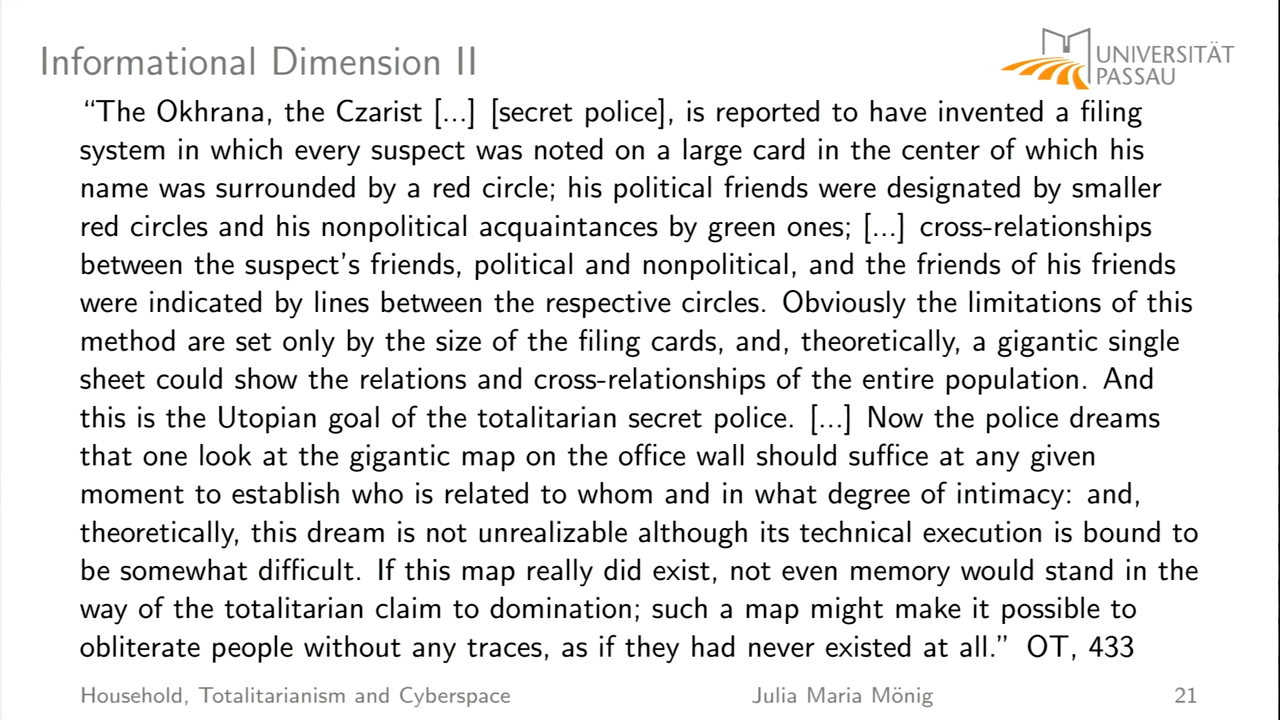 Informational Dimension II
UNIVERSITÄT
PASSAU
“The Okhrana, the Czarist [...] [secret police], is reported to have invented a filing
system in which every suspect was noted on a large card in the center of which his
name was surrounded by a red circle; his political friends were designated by smaller
red circles and his nonpolitical acquaintances by green ones; [...] cross-relationships
between the suspect’s friends, political and nonpolitical, and the friends of his friends
were indicated by lines between the respective circles. Obviously the limitations of this
method are set only by the size of the filing cards, and, theoretically, a gigantic single
sheet could show the relations and cross-relationships of the entire population. And
this is the Utopian goal of the totalitarian secret police. [...] Now the police dreams
that one look at the gigantic map on the office wall should suffice at any given
moment to establish who is related to whom and in what degree of intimacy: and,
theoretically, this dream is not unrealizable although its technical execution is bound to
be somewhat difficult. If this map really did exist, not even memory would stand in the
way of the totalitarian claim to domination; such a map might make it possible to
obliterate people without any traces, as if they had never existed at all.” OT, 433
Household, Totalitarianism and Cyberspace
Julia Maria Mönig
21